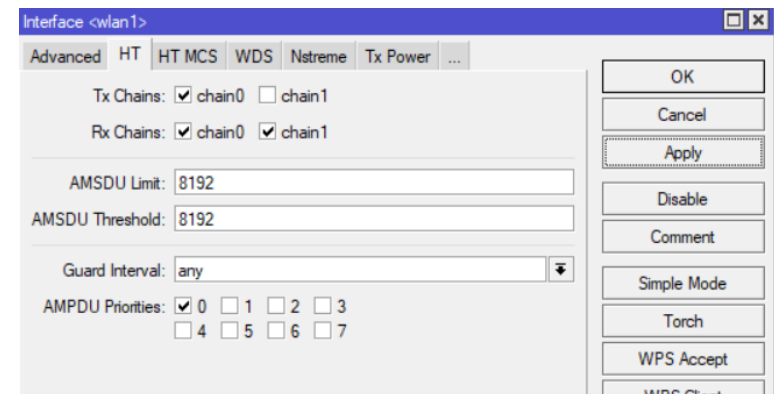 Interface <wlan1>
Advanced HT HT MCS WDS Nstreme Tx Power ...
Tx Chains: chain0 chain1
Rx Chains: chain0 chain1
AMSDU Limit: 8192
AMSDU Threshold: 8192
Guard Interval: any
AMPDU Priorities: 0 1 2 3
4 5 6 7
OK
Cancel
Apply
Disable
Comment
Simple Mode
Torch
WPS Accept
WPS Client